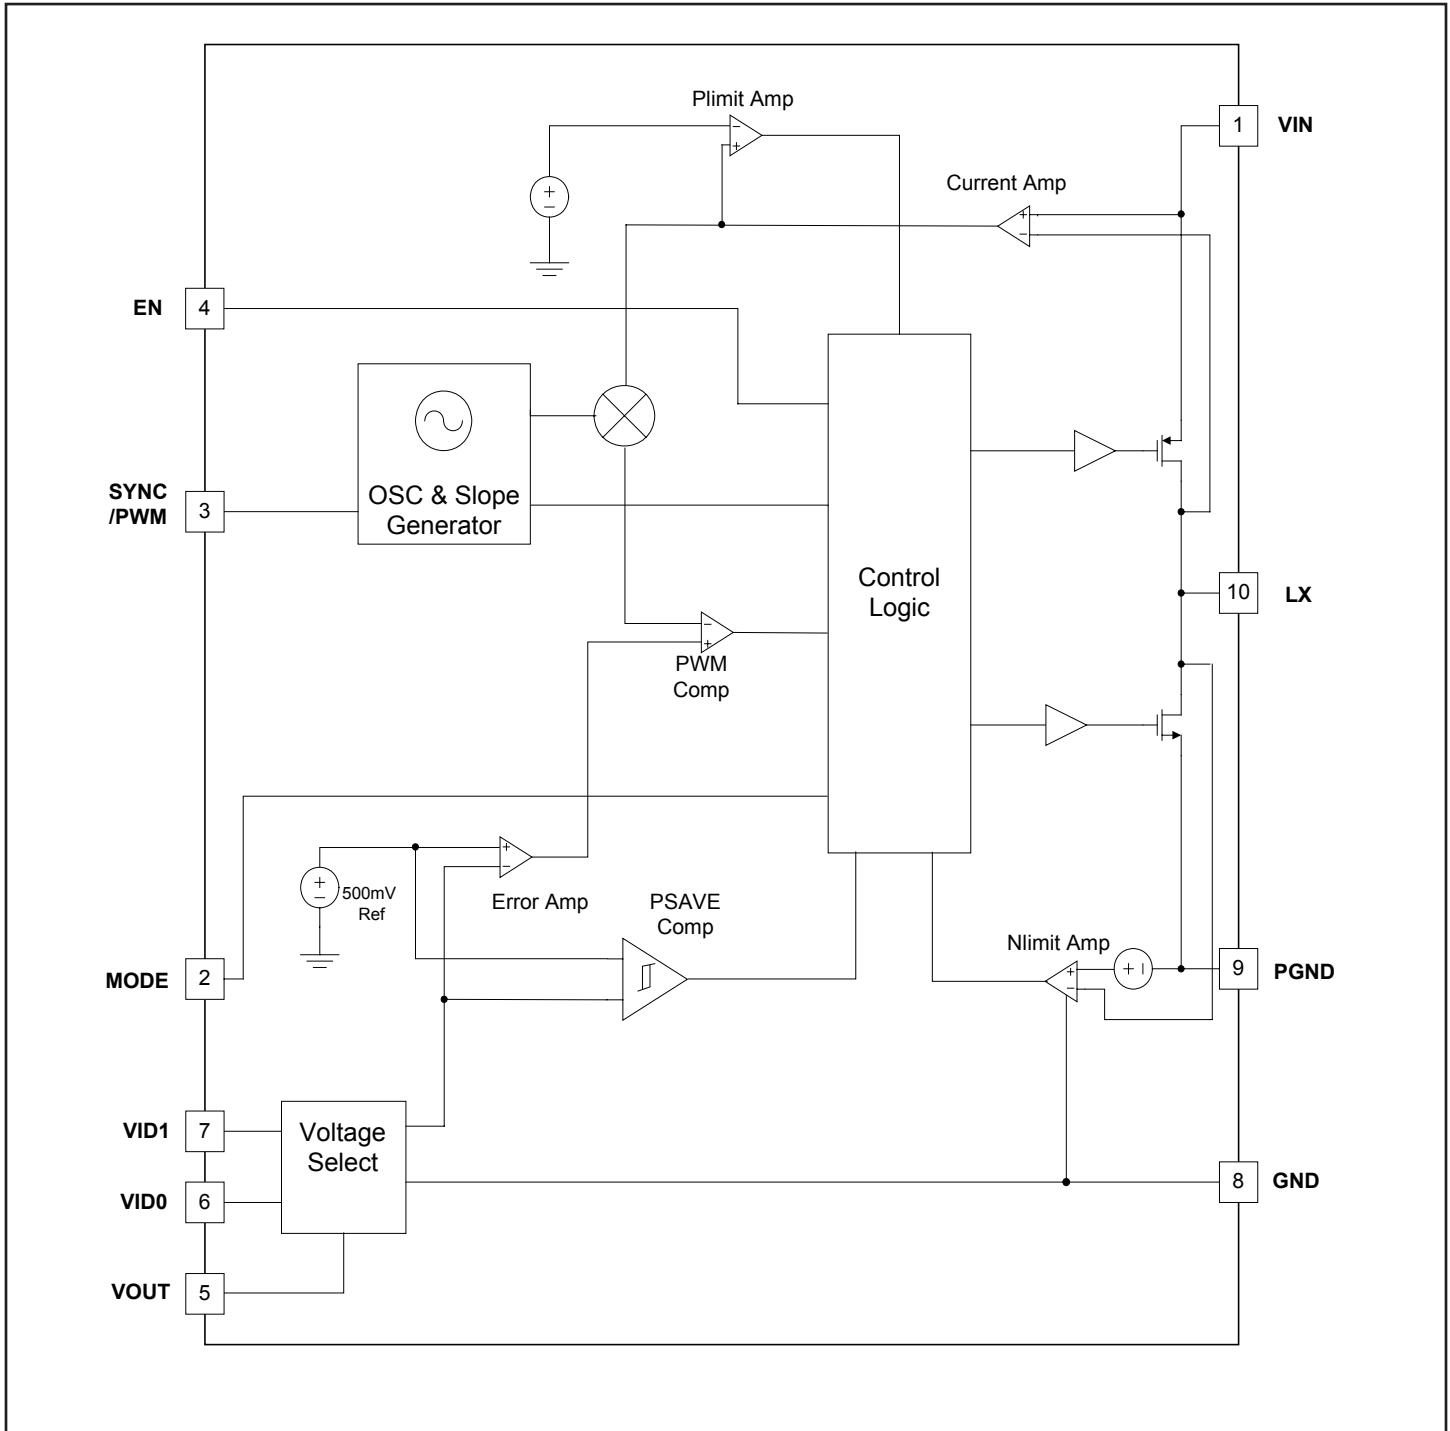 Plimit Amp
−
+
1
VIN
Current Amp
+
−
+
−
EN
4
SYNC
/PWM
3
OSC & Slope
Generator
Control
Logic
10
LX
−
+
PWM
Comp
+
−
500mV
Ref
+
−
Error Amp
PSAVE
Comp
Nlimit Amp
+
−
+ −
9
PGND
MODE
2
VID1
7
Voltage
Select
VID0
6
8
GND
VOUT
5